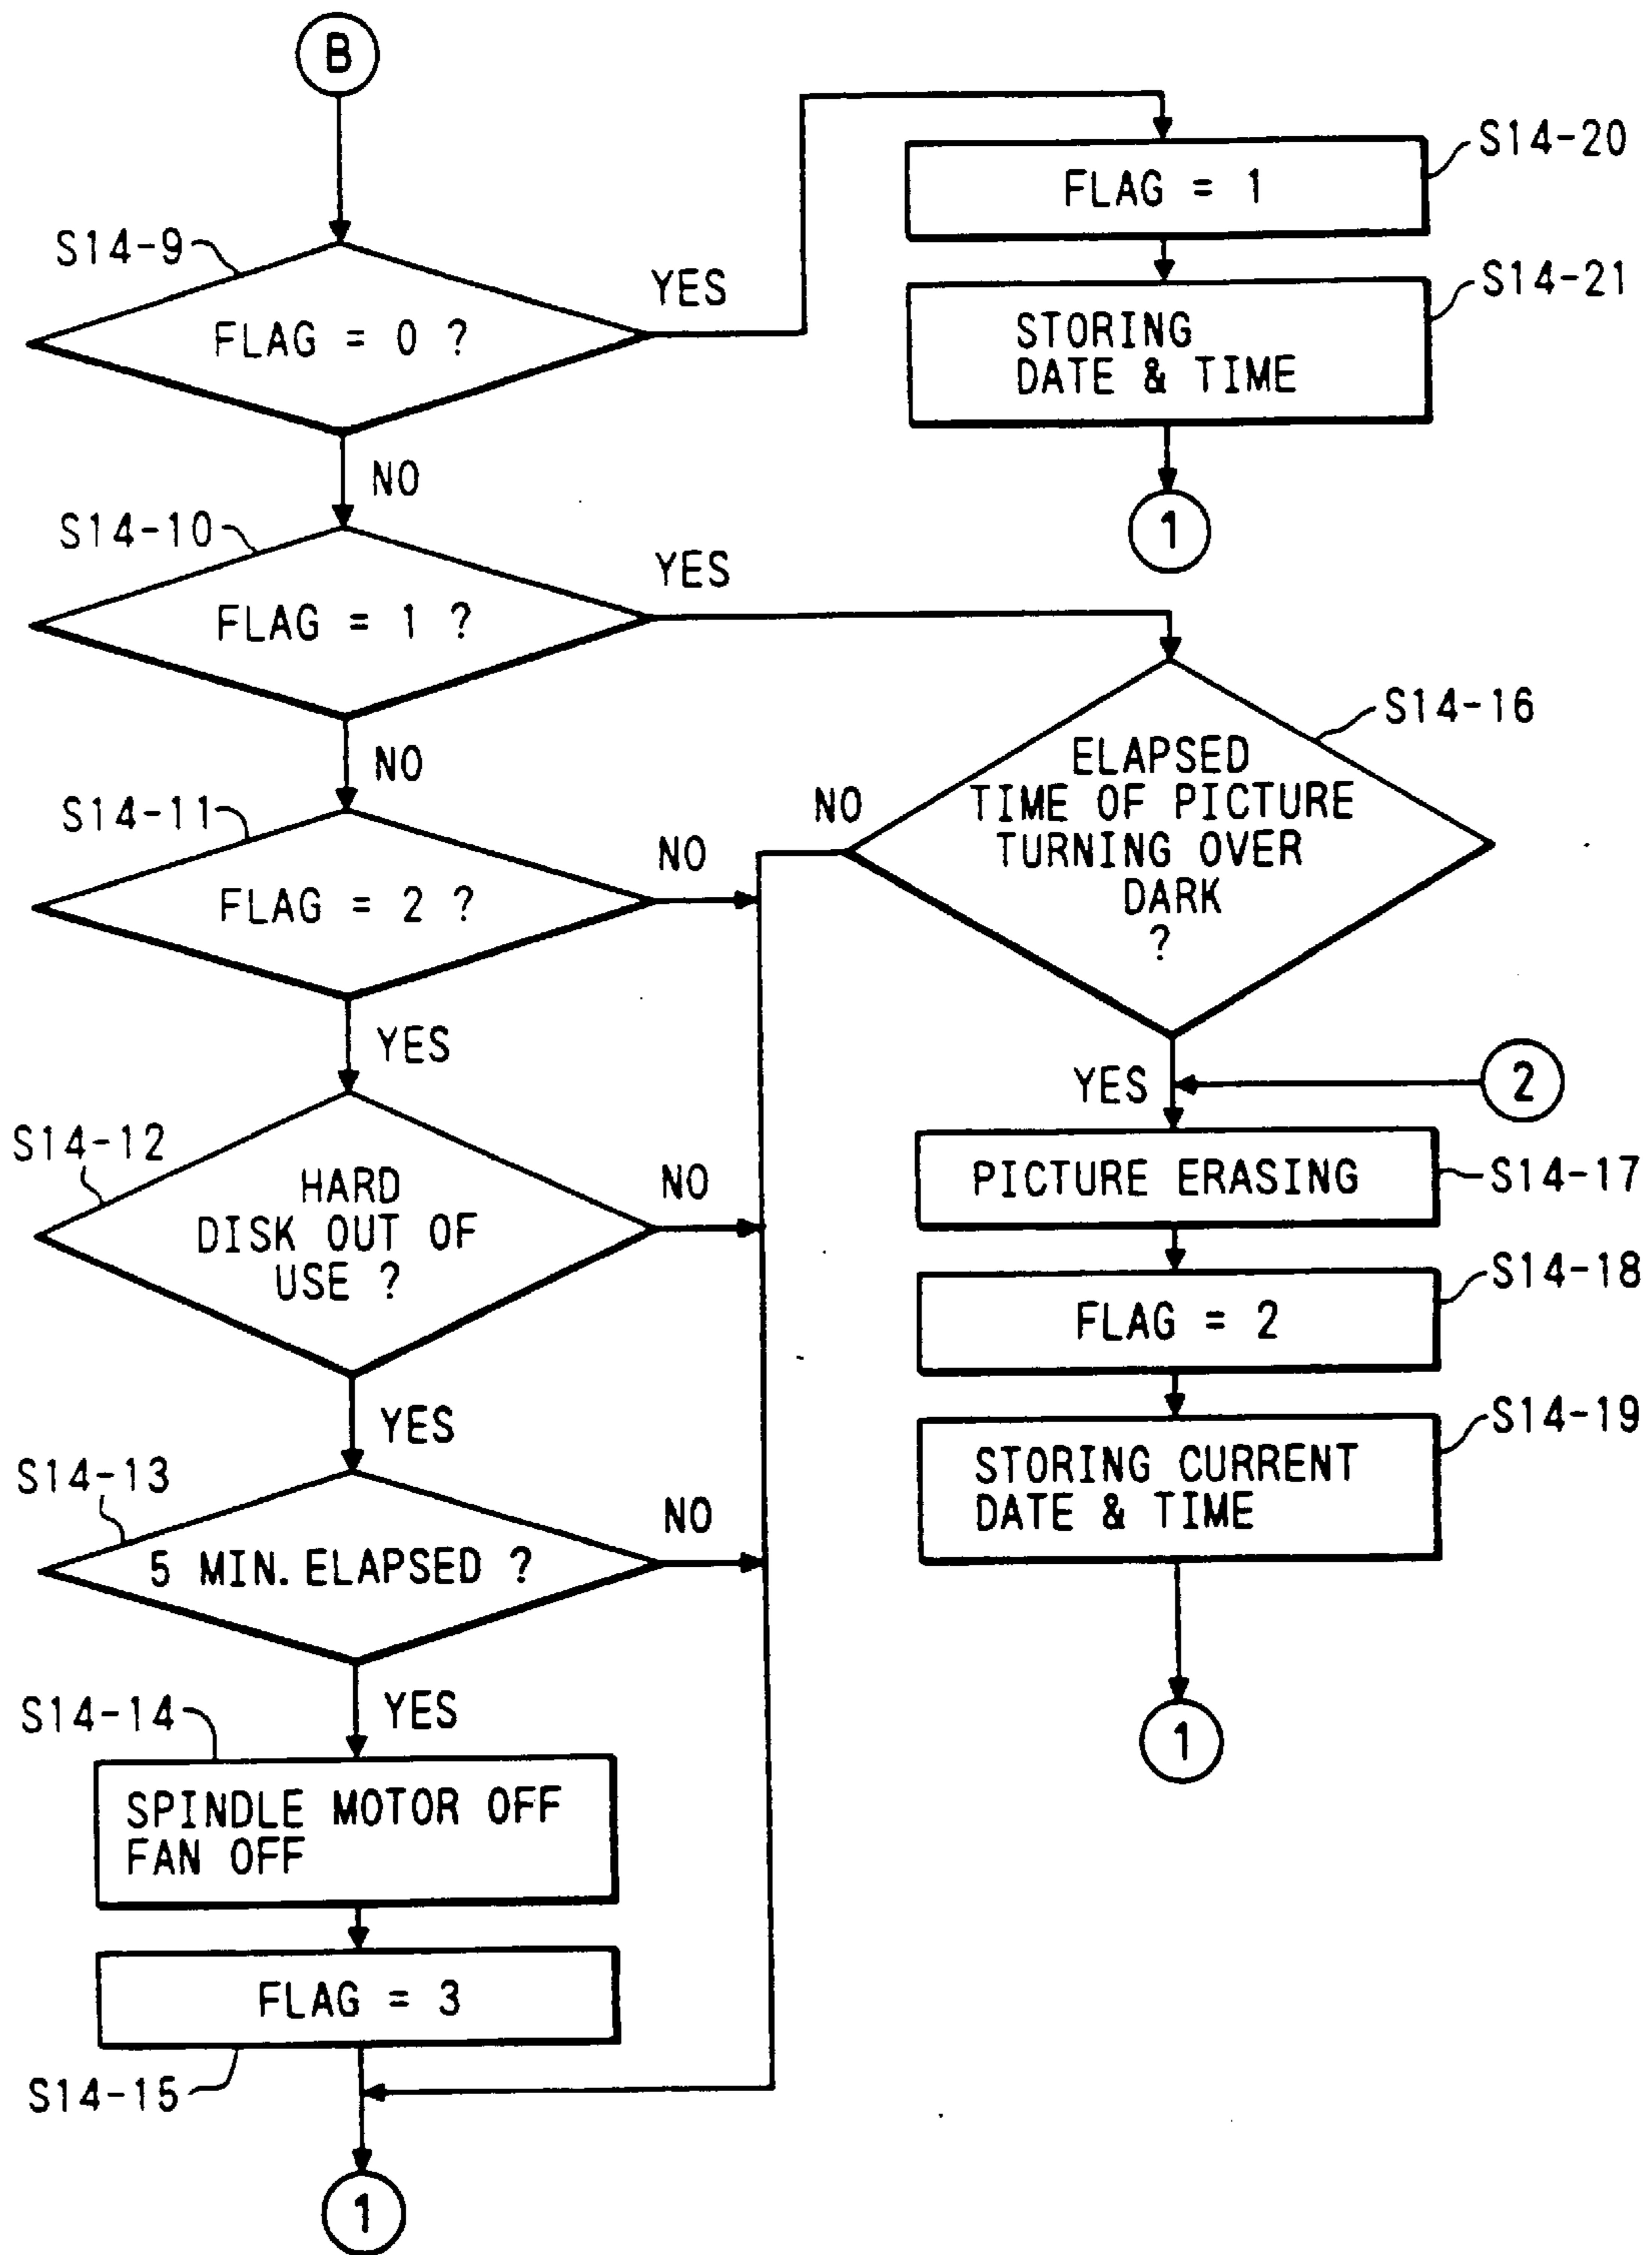 B
S14-9
FLAG = 0 ?
YES
NO
S14-20
FLAG = 1
S14-21
STORING
DATE & TIME
1
S14-10
FLAG = 1 ?
YES
NO
S14-16
ELAPSED
TIME OF PICTURE
TURNING OVER
DARK
?
NO
YES
2
S14-17
PICTURE ERASING
S14-18
FLAG = 2
S14-19
STORING CURRENT
DATE & TIME
1
S14-11
FLAG = 2 ?
NO
YES
S14-12
HARD
DISK OUT OF
USE ?
NO
YES
S14-13
5 MIN. ELAPSED ?
NO
YES
S14-14
SPINDLE MOTOR OFF
FAN OFF
FLAG = 3
S14-15
1